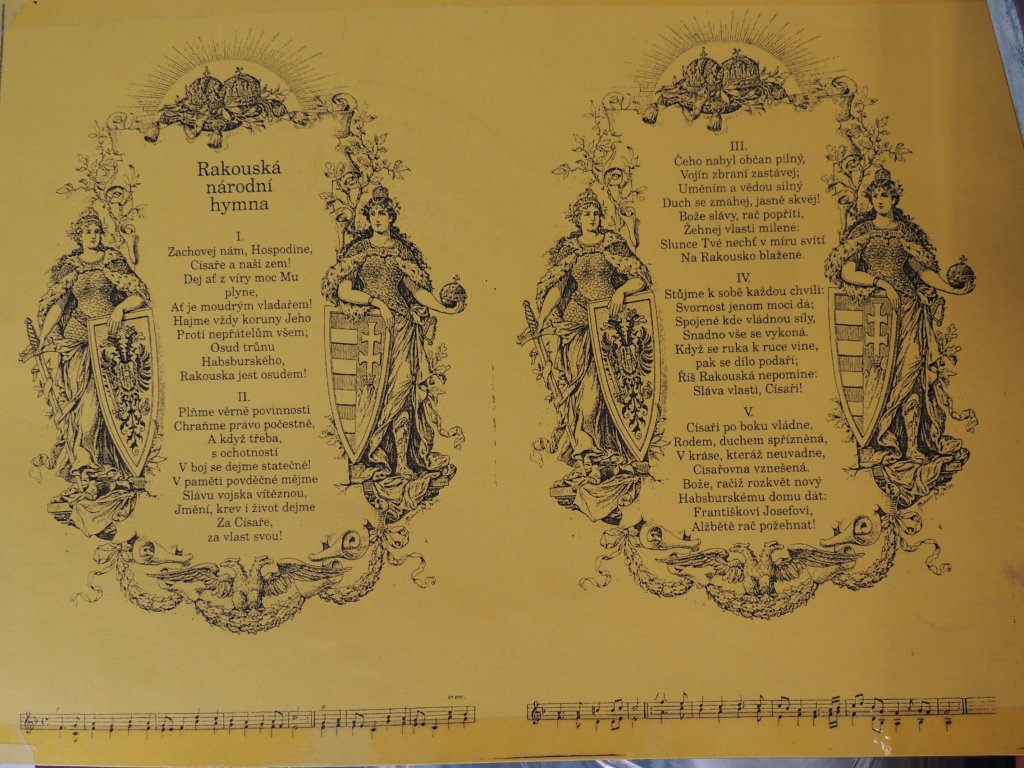 Rakouská
národní
hymna
I.
Zachovej nám, Hospodine,
Císaře a naši zem!
Dej ať z víry moc Mu
plyne,
Ať je moudrým vladařem!
Hajme vždy koruny Jeho
Proti nepřátelům všem;
Osud trůnu
Habsburského,
Rakouska jest osudem!
II.
Plňme věrně povinnosti
Chraňme právo počestně,
A když třeba,
s ochotností
V boj se dejme statečně!
V paměti povděčné mějme
Slávu vojska vítěznou,
Jmění, krev i život dejme
Za Císaře,
za vlast svou!
III.
Čeho nabyl občan pilný,
Vojín zbraní zastávej;
Uměním a vědou silný
Duch se zmáhej, jasně skvěj!
Bože slávy, rač popříti,
Žehnej vlasti milené:
Slunce Tvé nechť v míru svítí
Na Rakousko blažené.
IV.
Stůjme k sobě každou chvíli:
Svornost jenom moci dá;
Spojené kde vládnou síly,
Snadno vše se vykoná.
Když se ruka k ruce vine,
pak se dílo podaří;
Říš Rakouská nepomine:
Sláva vlasti, Císaři!
V.
Císaři po boku vládne,
Rodem, duchem spřízněná,
V kráse, kteráž neuvadne,
Císařovna vznešená.
Bože, račiž rozkvět nový
Habsburskému domu dát:
Františkovi Josefovi,
Alžbětě rač požehnat!
cresc.